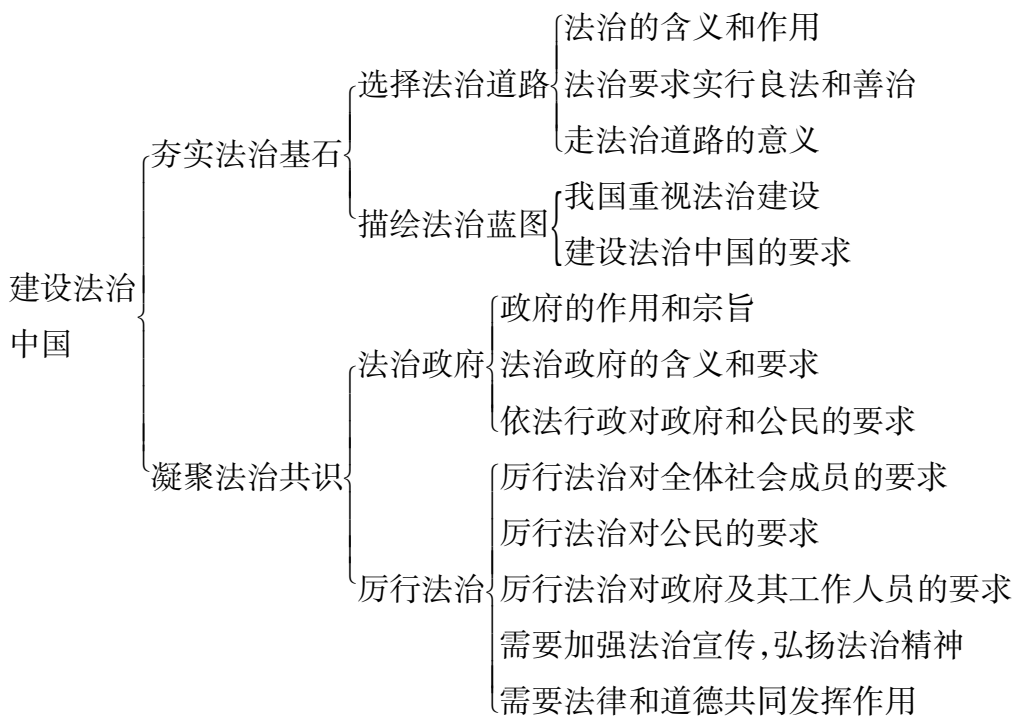 建设法治
中国
夯实法治基石
选择法治道路
法治的含义和作用
法治要求实行良法和善治
走法治道路的意义
描绘法治蓝图
我国重视法治建设
建设法治中国的要求
凝聚法治共识
法治政府
政府的作用和宗旨
法治政府的含义和要求
依法行政对政府和公民的要求
厉行法治
厉行法治对全体社会成员的要求
厉行法治对公民的要求
厉行法治对政府及其工作人员的要求
需要加强法治宣传,弘扬法治精神
需要法律和道德共同发挥作用